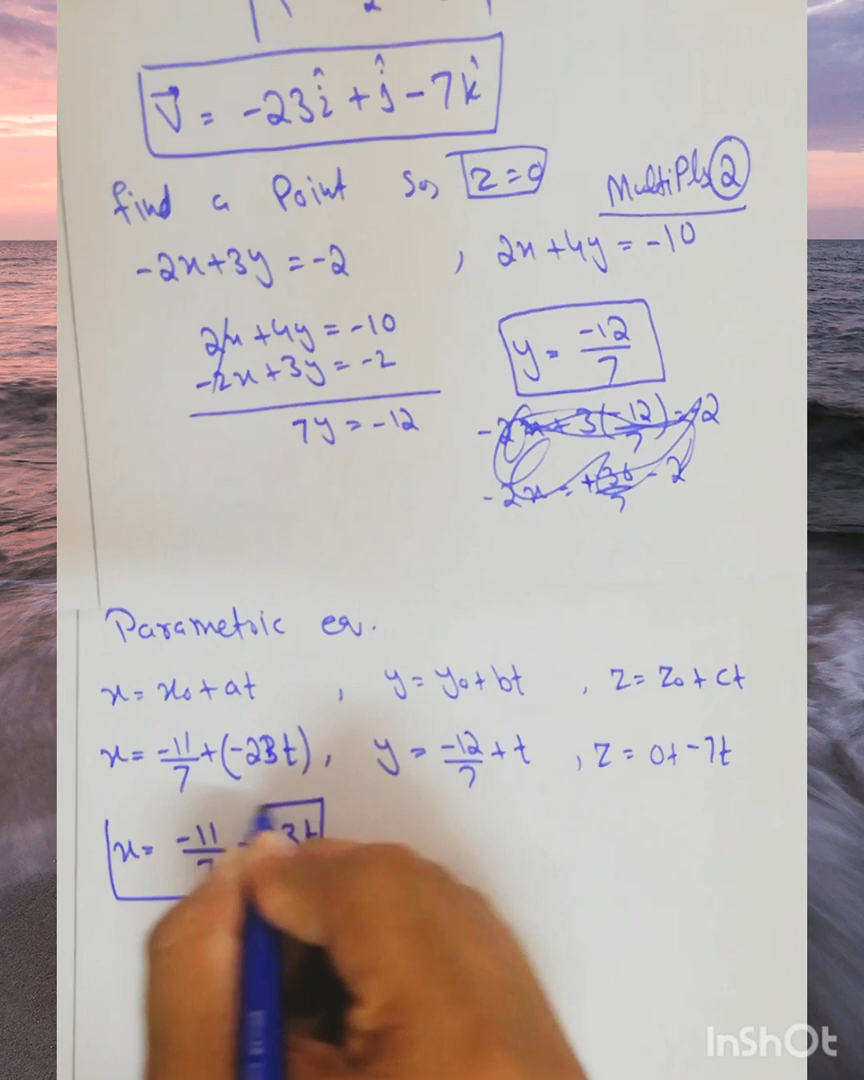 V⃗ = -23î + ĵ - 7k̂
find a Point So, z=0 Multiply 2
-2x+3y = -2 , 2x+4y = -10
2x+4y = -10
-2x+3y = -2
7y = -12
y = -12/7
Parametric eq.
x = x₀+at , y = y₀+bt , z = z₀+ct
x = -11/7+(-23t), y = -12/7+t , z = 0+-7t
x = -11/7
InShOt